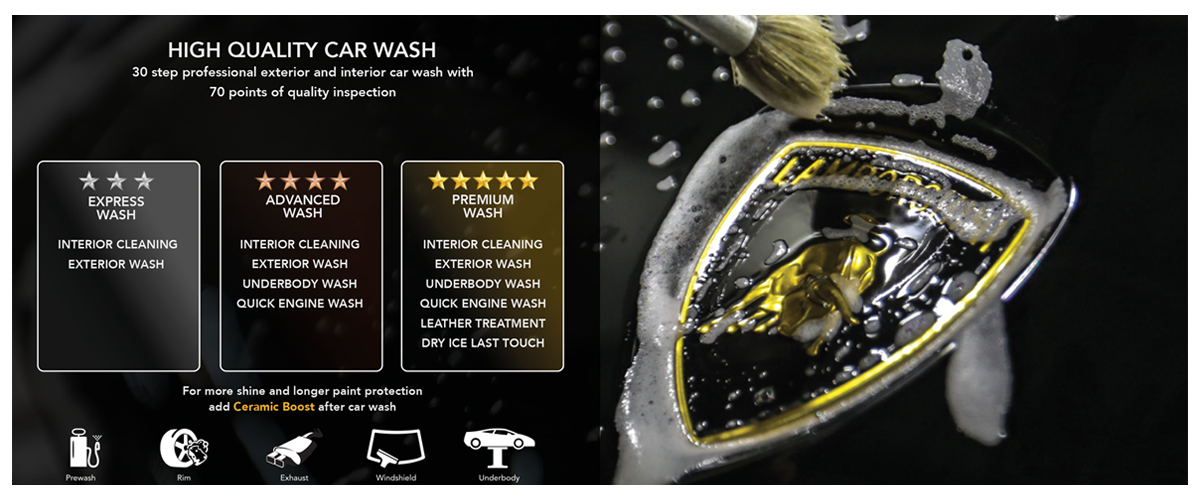 HIGH QUALITY CAR WASH
30 step professional exterior and interior car wash with
70 points of quality inspection
EXPRESS
WASH
INTERIOR CLEANING
EXTERIOR WASH
ADVANCED
WASH
INTERIOR CLEANING
EXTERIOR WASH
UNDERBODY WASH
QUICK ENGINE WASH
PREMIUM
WASH
INTERIOR CLEANING
EXTERIOR WASH
UNDERBODY WASH
QUICK ENGINE WASH
LEATHER TREATMENT
DRY ICE LAST TOUCH
For more shine and longer paint protection
add Ceramic Boost after car wash
Prewash
Rim
Exhaust
Windshield
Underbody